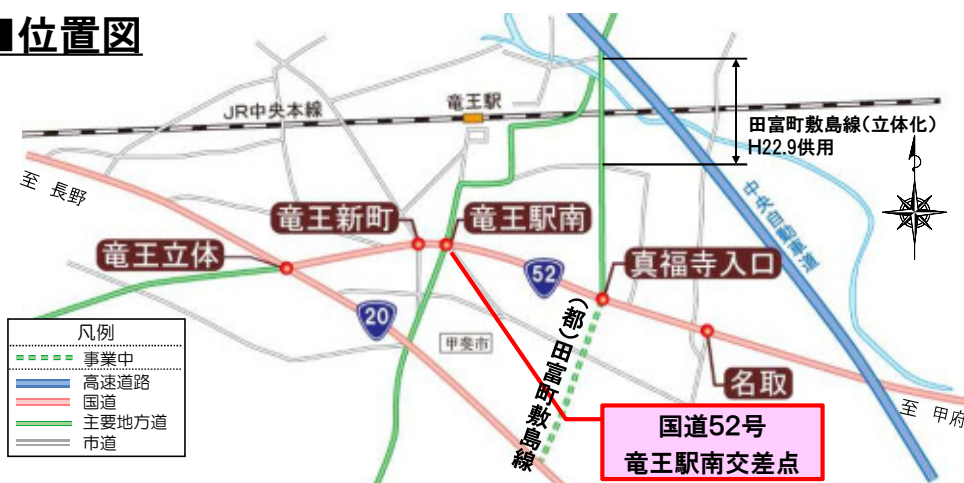 ■位置図
JR中央本線
竜王駅
田富町敷島線(立体化)
H22.9供用
至 長野
中央自動車道
竜王新町
竜王駅南
竜王立体
52
真福寺入口
20
甲斐市
(都)田富町敷島線
名取
至 甲府
凡例
事業中
高速道路
国道
主要地方道
市道
国道52号
竜王駅南交差点